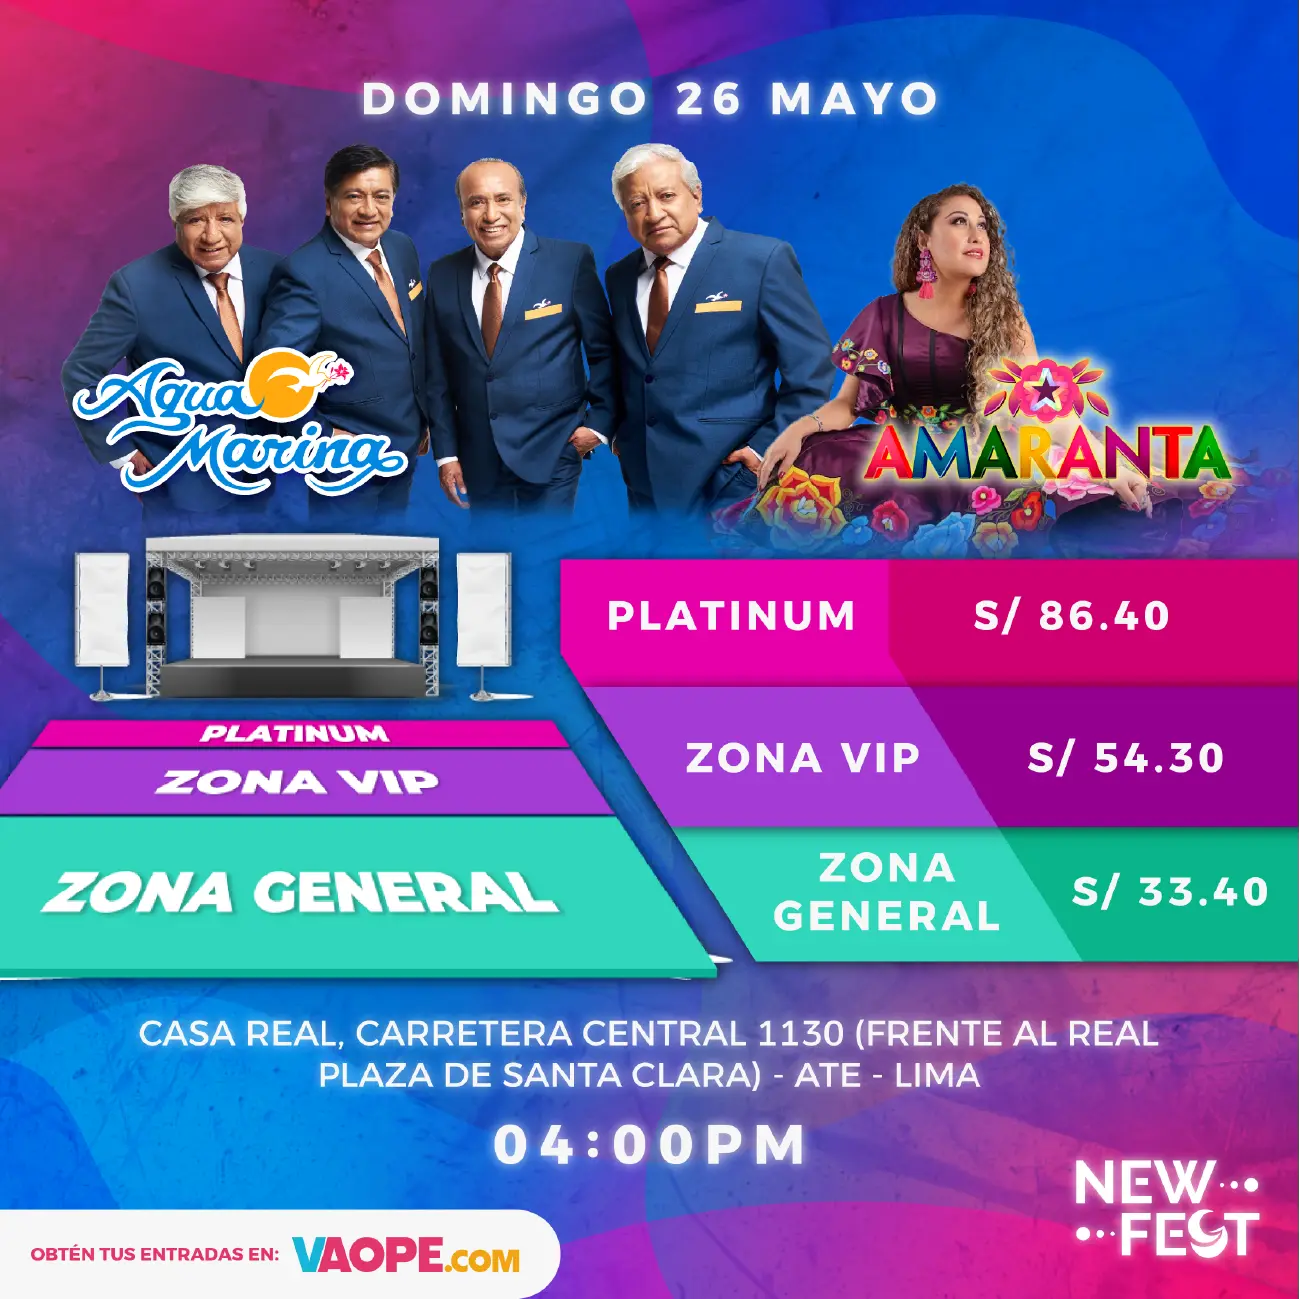 DOMINGO 26 MAYO
Agua
Marina
AMARANTA
PLATINUM S/ 86.40
ZONA VIP S/ 54.30
ZONA
GENERAL S/ 33.40
PLATINUM
ZONA VIP
ZONA GENERAL
CASA REAL, CARRETERA CENTRAL 1130 (FRENTE AL REAL
PLAZA DE SANTA CLARA) - ATE - LIMA
04:00PM
NEW
FEST
OBTÉN TUS ENTRADAS EN: VAOPE.COM